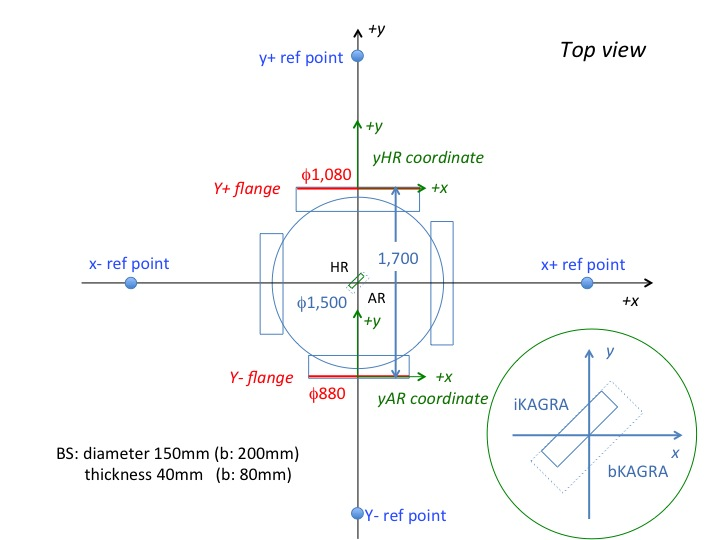 +y
Top view
y+ ref point
+y
yHR coordinate
ϕ1,080
Y+ flange
+x
1,700
x- ref point
HR
x+ ref point
ϕ1,500
AR
+x
+y
Y- flange
+x
ϕ880
yAR coordinate
y
iKAGRA
x
bKAGRA
BS: diameter 150mm (b: 200mm)
thickness 40mm (b: 80mm)
Y- ref point